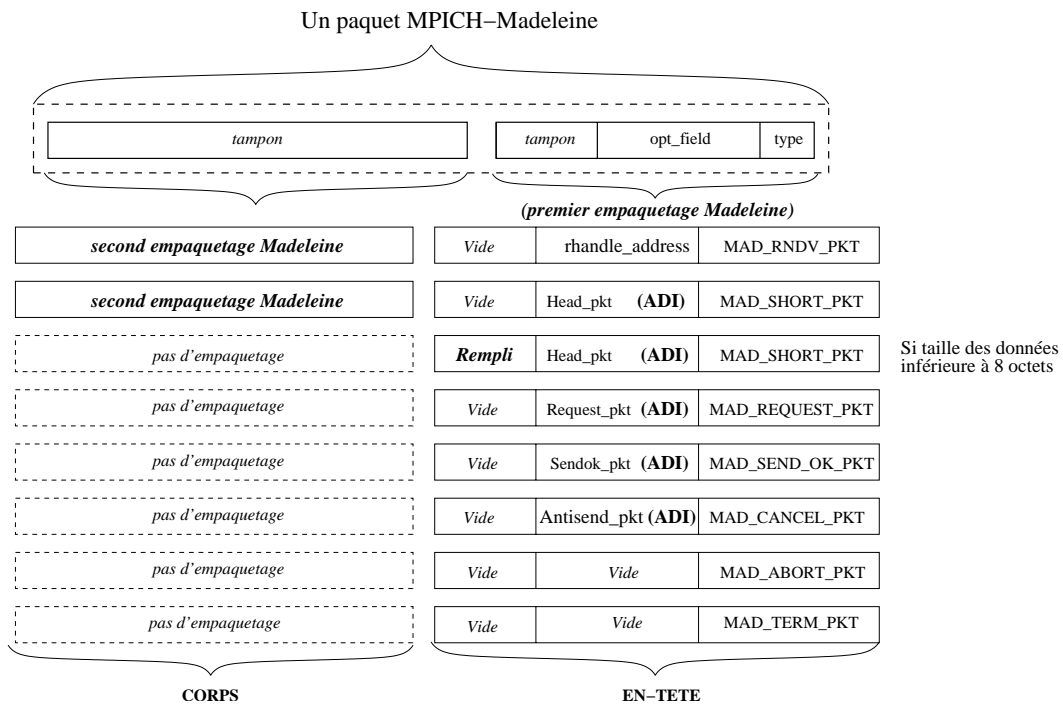 Un paquet MPICH−Madeleine
tampon tampon opt_field type
(premier empaquetage Madeleine)
second empaquetage Madeleine Vide rhandle_address MAD_RNDV_PKT
second empaquetage Madeleine Vide Head_pkt (ADI) MAD_SHORT_PKT
pas d'empaquetage Rempli Head_pkt (ADI) MAD_SHORT_PKT
Si taille des données
inférieure à 8 octets
pas d'empaquetage Vide Request_pkt (ADI) MAD_REQUEST_PKT
pas d'empaquetage Vide Sendok_pkt (ADI) MAD_SEND_OK_PKT
pas d'empaquetage Vide Antisend_pkt (ADI) MAD_CANCEL_PKT
pas d'empaquetage Vide Vide MAD_ABORT_PKT
pas d'empaquetage Vide Vide MAD_TERM_PKT
CORPS EN−TETE